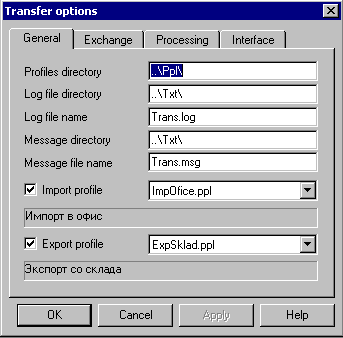 Transfer options
General Exchange Processing Interface
Profiles directory ..\Ppl\
Log file directory ..\Txt\
Log file name Trans.log
Message directory ..\Txt\
Message file name Trans.msg
Import profile ImpOfice.ppl
Импорт в офис
Export profile ExpSklad.ppl
Экспорт со склада
OK Cancel Apply Help